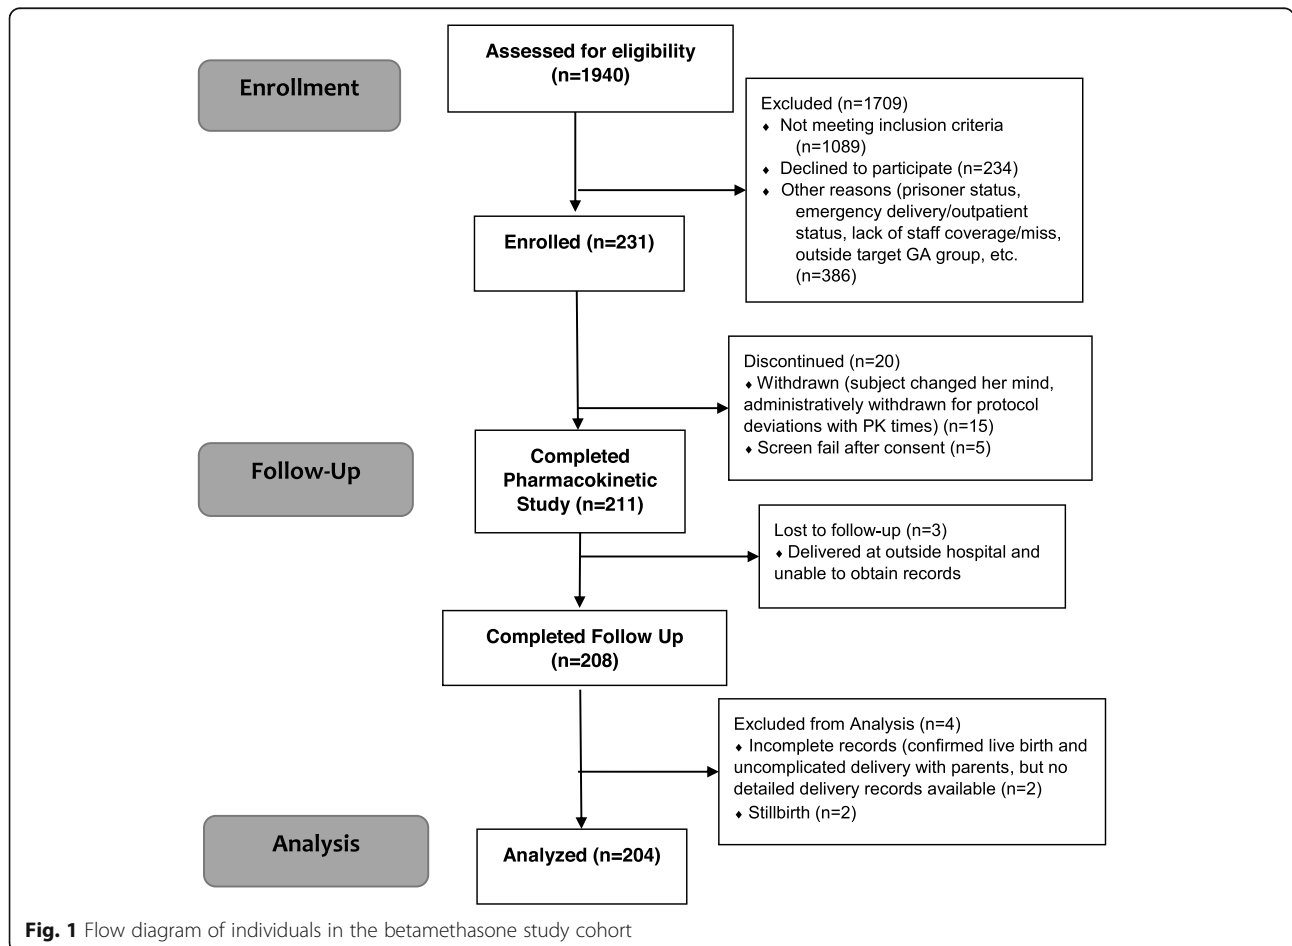 Assessed for eligibility
(n=1940)
Enrollment
Excluded (n=1709)
♦ Not meeting inclusion criteria
(n=1089)
♦ Declined to participate (n=234)
♦ Other reasons (prisoner status,
emergency delivery/outpatient
status, lack of staff coverage/miss,
outside target GA group, etc.
(n=386)
Enrolled (n=231)
Discontinued (n=20)
♦ Withdrawn (subject changed her mind,
administratively withdrawn for protocol
deviations with PK times) (n=15)
♦ Screen fail after consent (n=5)
Follow-Up
Completed
Pharmacokinetic
Study (n=211)
Lost to follow-up (n=3)
♦ Delivered at outside hospital and
unable to obtain records
Completed Follow Up
(n=208)
Excluded from Analysis (n=4)
♦ Incomplete records (confirmed live birth and
uncomplicated delivery with parents, but no
detailed delivery records available (n=2)
♦ Stillbirth (n=2)
Analysis
Analyzed (n=204)
Fig. 1 Flow diagram of individuals in the betamethasone study cohort